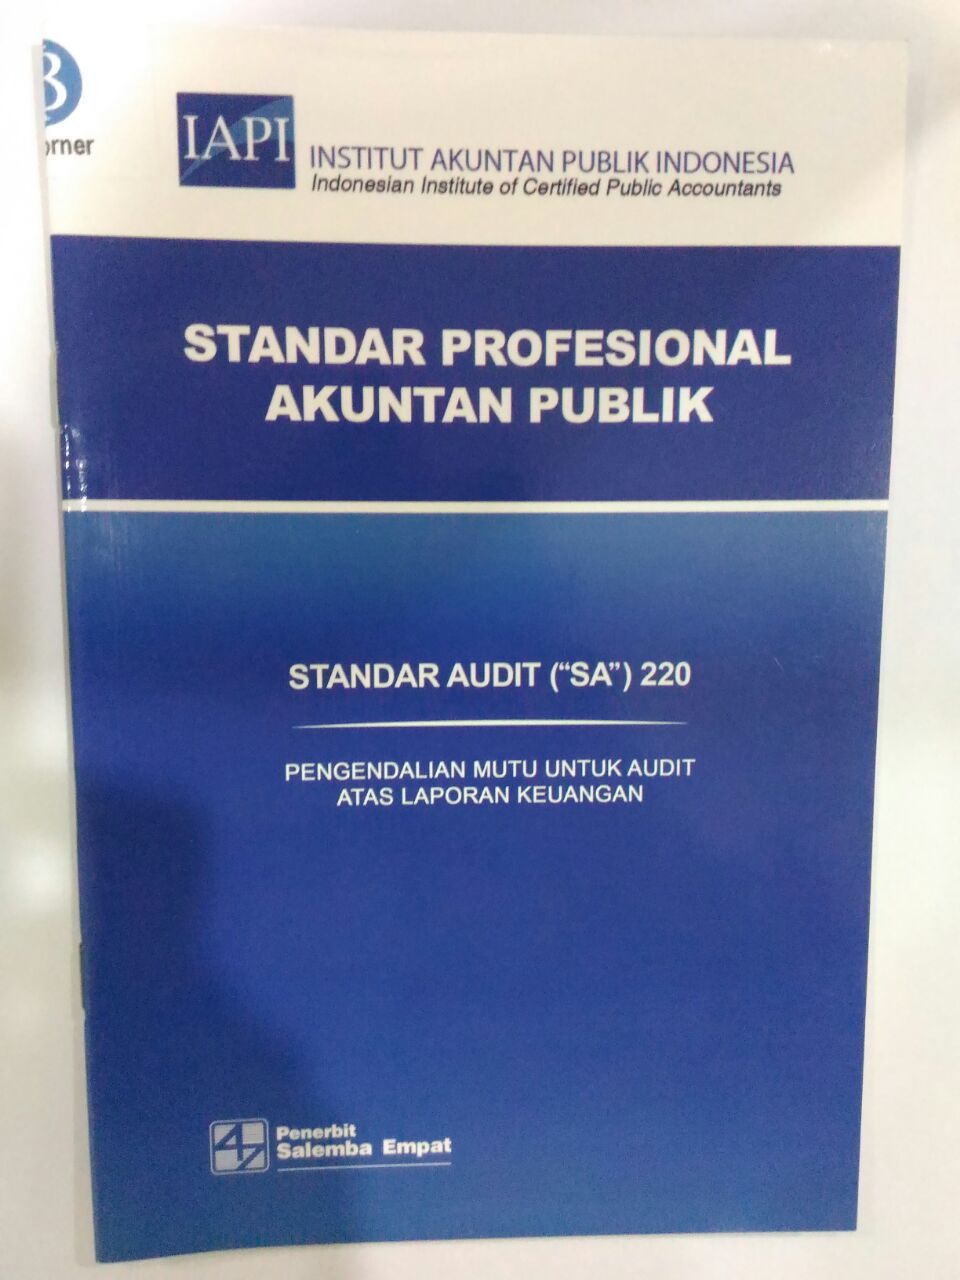 IAPI
INSTITUT AKUNTAN PUBLIK INDONESIA
Indonesian Institute of Certified Public Accountants
STANDAR PROFESIONAL
AKUNTAN PUBLIK
STANDAR AUDIT (“SA”) 220
PENGENDALIAN MUTU UNTUK AUDIT
ATAS LAPORAN KEUANGAN
Penerbit
Salemba Empat